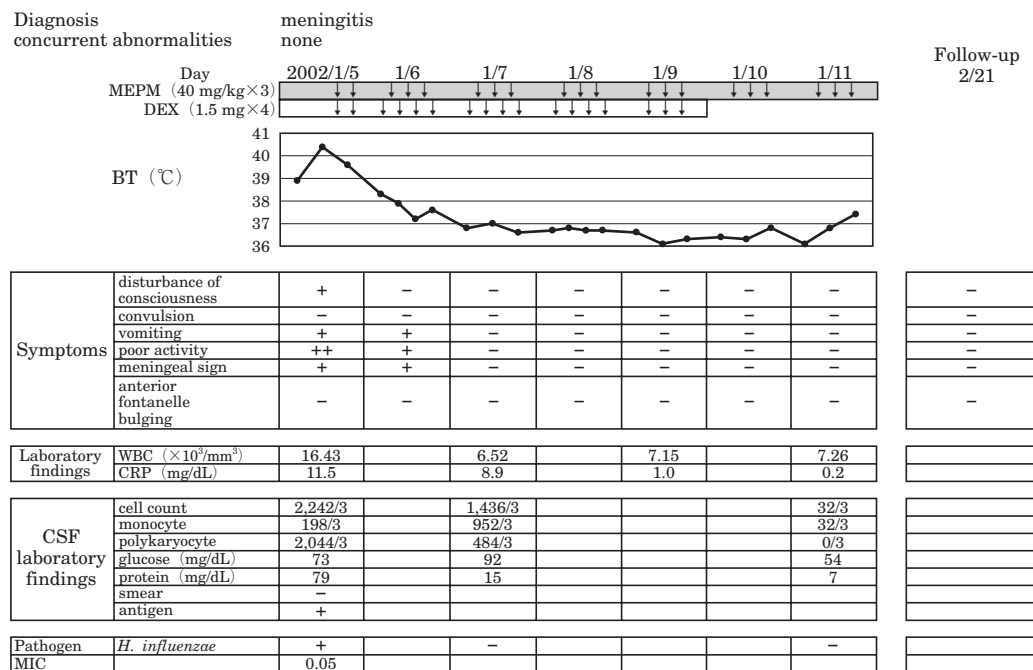 Diagnosis meningitis
concurrent abnormalities none
Follow-up
Day 2002/1/5 1/6 1/7 1/8 1/9 1/10 1/11 2/21
MEPM (40 mg/kg×3)
DEX (1.5 mg×4)
BT (℃)
41
40
39
38
37
36
Symptoms
disturbance of consciousness + − − − − − − −
convulsion − − − − − − − −
vomiting + + − − − − − −
poor activity ++ + − − − − − −
meningeal sign + + − − − − − −
anterior fontanelle bulging − − − − − − − −
Laboratory findings
WBC (×10³/mm³) 16.43 6.52 7.15 7.26
CRP (mg/dL) 11.5 8.9 1.0 0.2
CSF laboratory findings
cell count 2,242/3 1,436/3 32/3
monocyte 198/3 952/3 32/3
polykaryocyte 2,044/3 484/3 0/3
glucose (mg/dL) 73 92 54
protein (mg/dL) 79 15 7
smear −
antigen +
Pathogen H. influenzae + − −
MIC 0.05